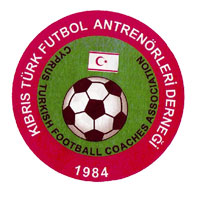 KIBRIS TÜRK FUTBOL ANTRENÖRLERİ DERNEĞİ
CYPRUS TURKISH FOOTBALL COACHES ASSOCIATION
1984